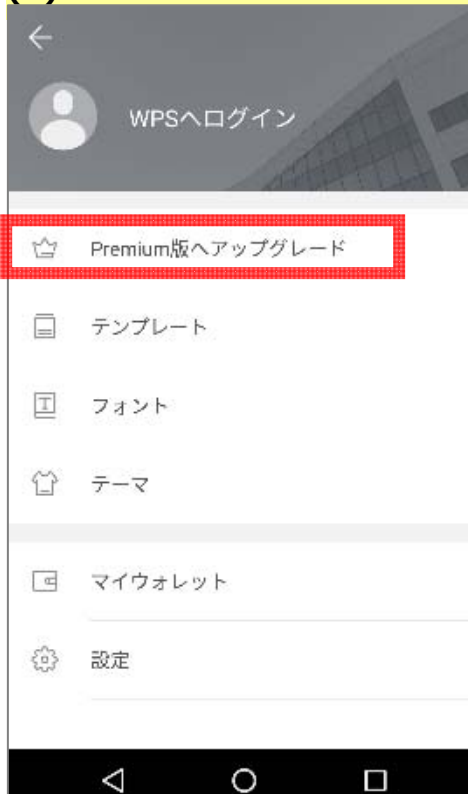 WPSへログイン
Premium版へアップグレード
テンプレート
フォント
テーマ
マイウォレット
設定